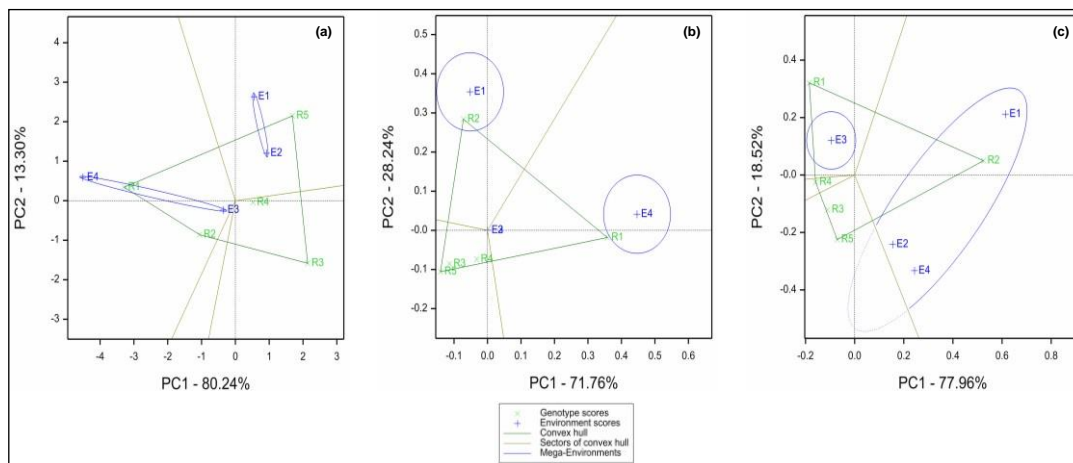 (a)
4
3
2
1
0
-1
-2
-3
PC2 - 13.30%
E1
R5
E2
E4
R1
R4
E3
R2
R3
-4 -3 -2 -1 0 1 2 3
PC1 - 80.24%
(b)
0.5
0.4
0.3
0.2
0.1
-0.0
-0.1
-0.2
PC2 - 28.24%
E1
R2
E4
R1
R3
R5
-0.1 0.0 0.1 0.2 0.3 0.4 0.5 0.6
PC1 - 71.76%
(c)
0.4
0.2
-0.0
-0.2
-0.4
PC2 - 18.52%
R1
E1
E3
R2
R4
R3
R5
E2
E4
-0.2 0.0 0.2 0.4 0.6 0.8
PC1 - 77.96%
Genotype scores
Environment scores
Convex hull
Sectors of convex hull
Mega-Environments